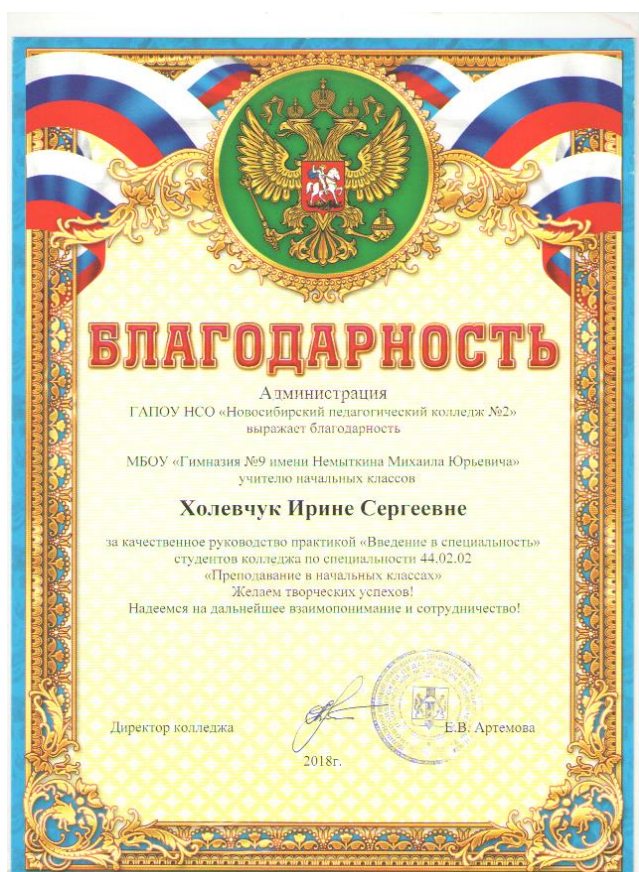 БЛАГОДАРНОСТЬ
Администрация
ГАПОУ НСО «Новосибирский педагогический колледж №2»
выражает благодарность
МБОУ «Гимназия №9 имени Немыткина Михаила Юрьевича»
учителю начальных классов
Холевчук Ирине Сергеевне
за качественное руководство практикой «Введение в специальность»
студентов колледжа по специальности 44.02.02
«Преподавание в начальных классах»
Желаем творческих успехов!
Надеемся на дальнейшее взаимопонимание и сотрудничество!
Директор колледжа
Е.В. Артемова
2018г.